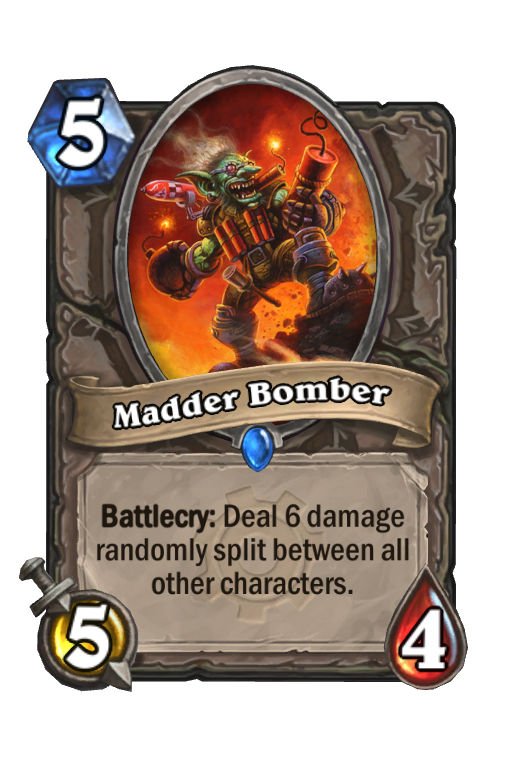 5
Madder Bomber
Battlecry: Deal 6 damage
randomly split between all
other characters.
5
4